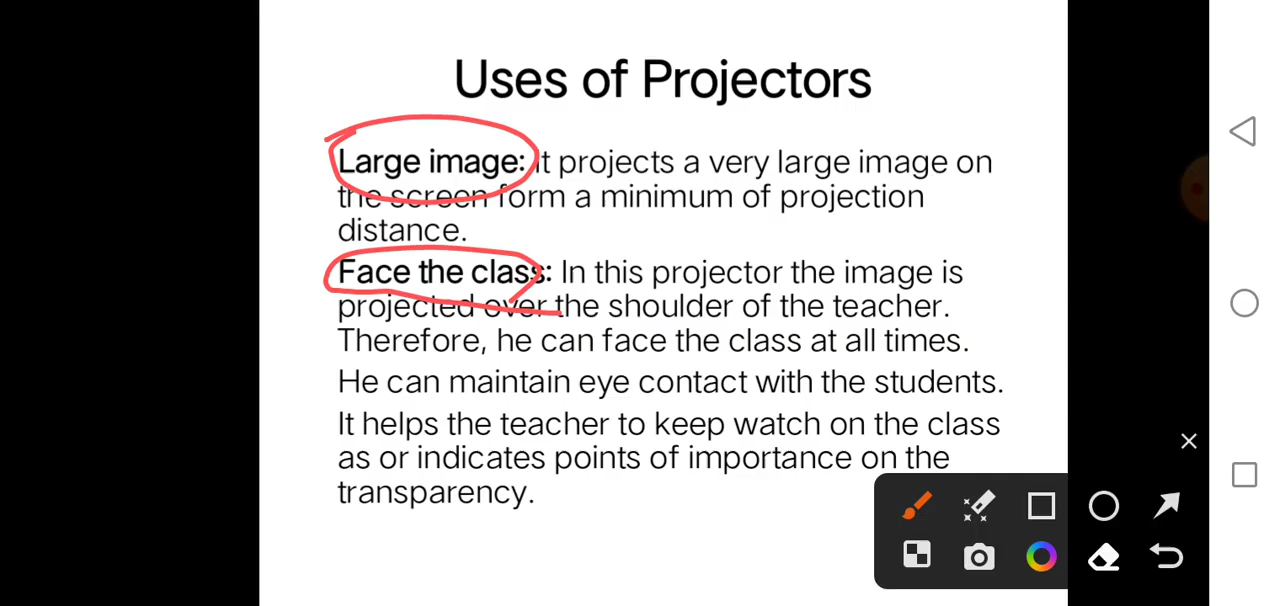 Uses of Projectors
Large image: It projects a very large image on
the screen form a minimum of projection
distance.
Face the class: In this projector the image is
projected over the shoulder of the teacher.
Therefore, he can face the class at all times.
He can maintain eye contact with the students.
It helps the teacher to keep watch on the class
as or indicates points of importance on the
transparency.